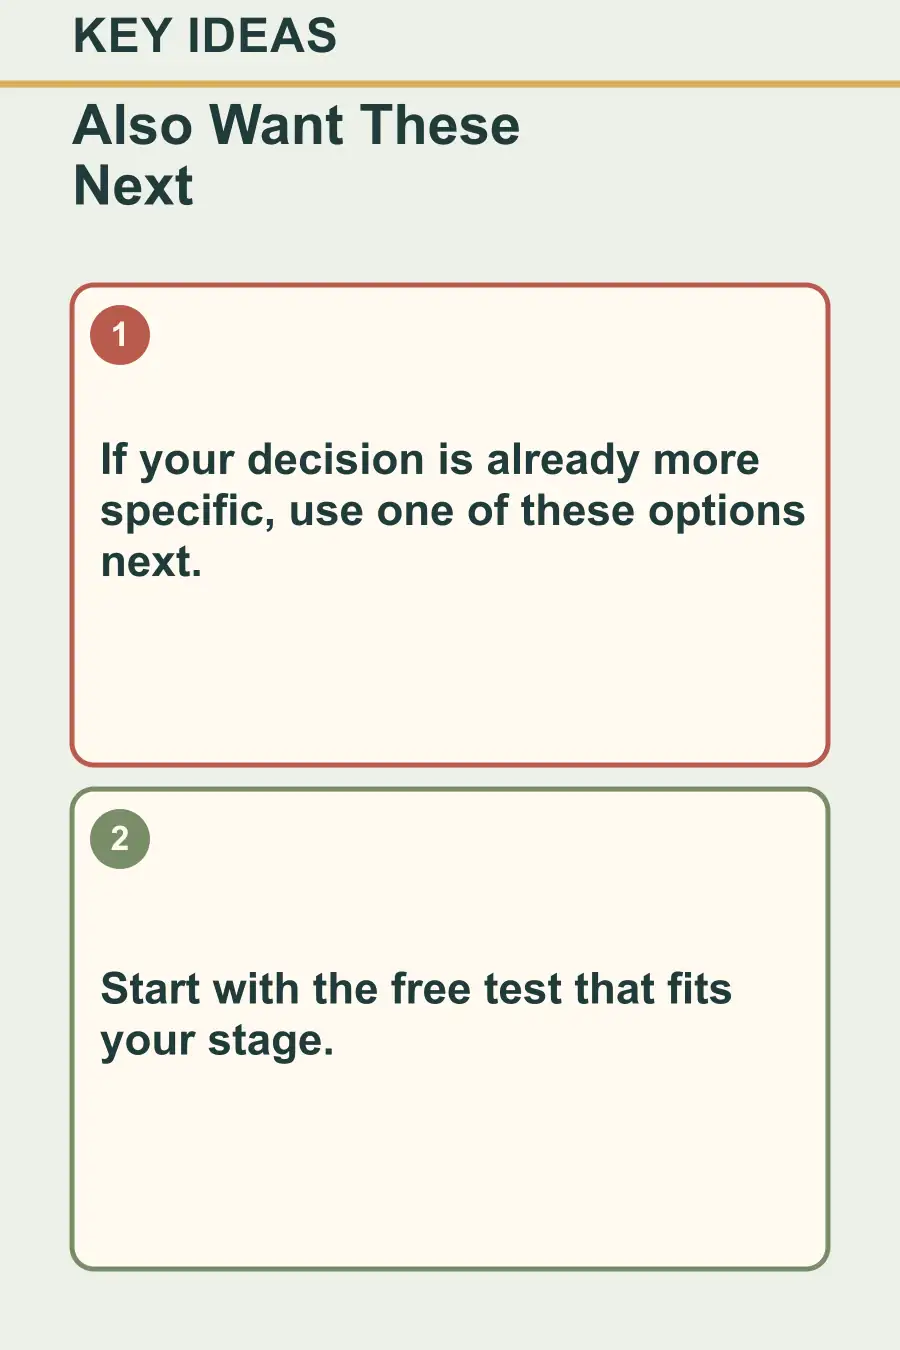 KEY IDEAS
Also Want These
Next
1
If your decision is already more
specific, use one of these options
next.
2
Start with the free test that fits
your stage.